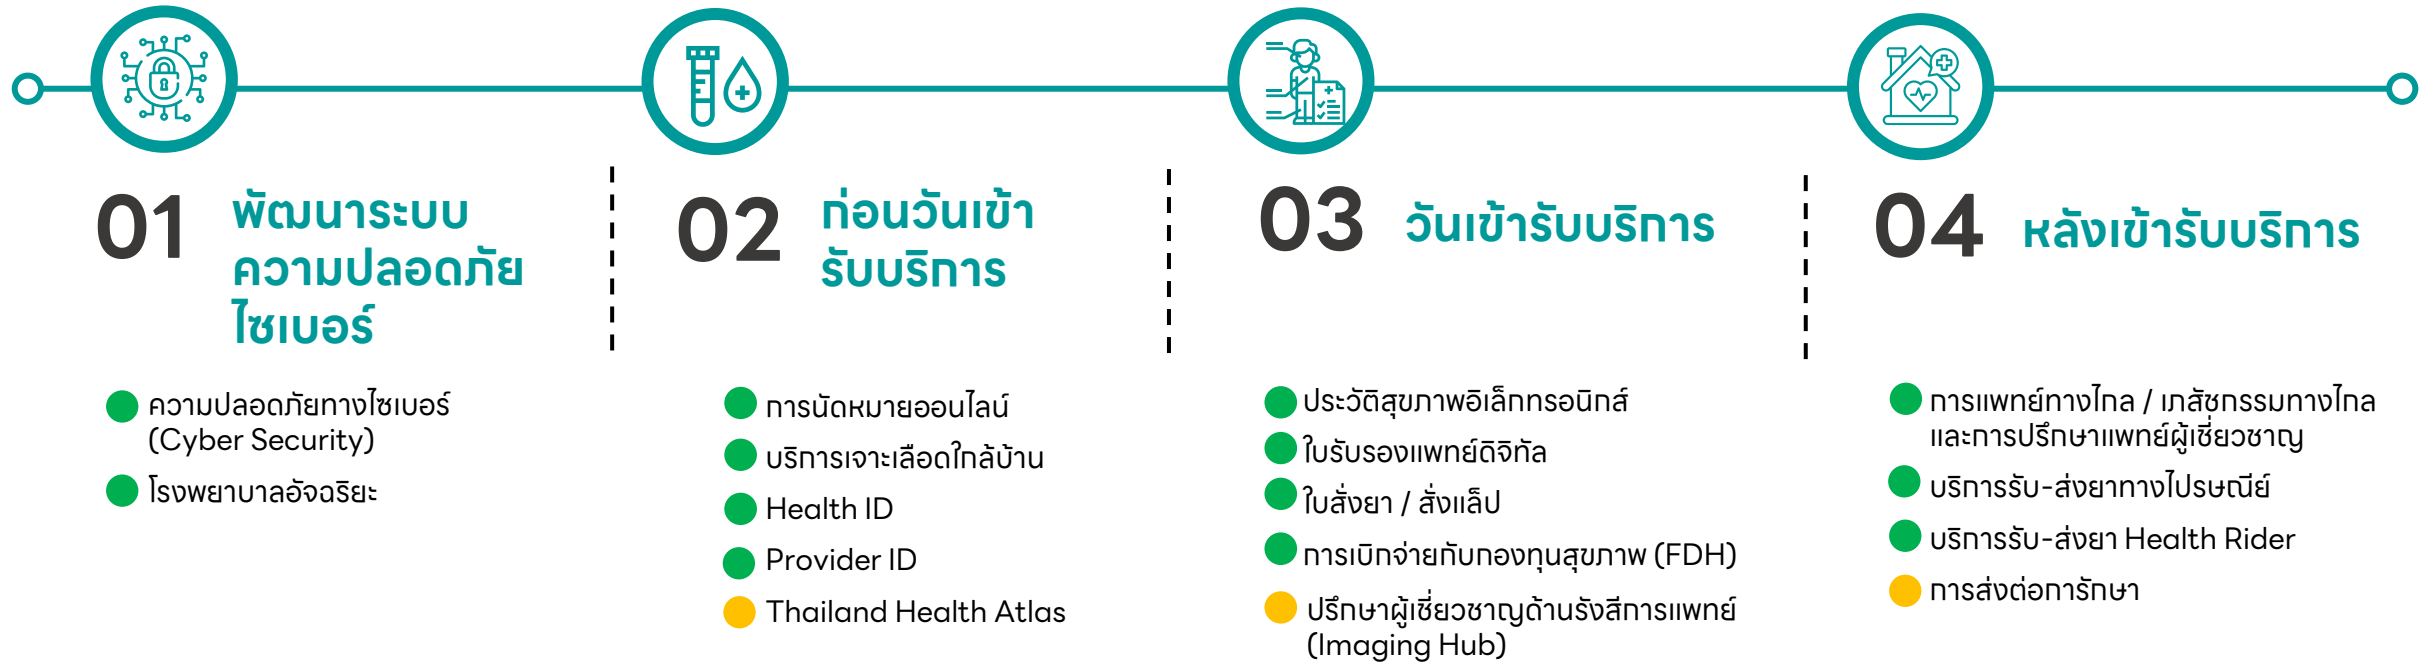 01
พัฒนาระบบ
ความปลอดภัย
ไซเบอร์
ความปลอดภัยทางไซเบอร์
(Cyber Security)
โรงพยาบาลอัจฉริยะ
02
ก่อนวันเข้า
รับบริการ
การนัดหมายออนไลน์
บริการเจาะเลือดใกล้บ้าน
Health ID
Provider ID
Thailand Health Atlas
03
วันเข้ารับบริการ
ประวัติสุขภาพอิเล็กทรอนิกส์
ใบรับรองแพทย์ดิจิทัล
ใบสั่งยา / สั่งแล็ป
การเบิกจ่ายกับกองทุนสุขภาพ (FDH)
ปรึกษาผู้เชี่ยวชาญด้านรังสีการแพทย์
(Imaging Hub)
04
หลังเข้ารับบริการ
การแพทย์ทางไกล / เภสัชกรรมทางไกล
และการปรึกษาแพทย์ผู้เชี่ยวชาญ
บริการรับ-ส่งยาทางไปรษณีย์
บริการรับ-ส่งยา Health Rider
การส่งต่อการักษา